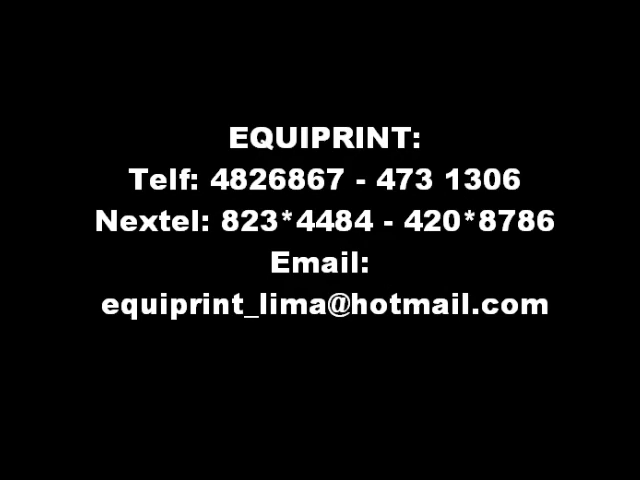 EQUIPRINT:
Telf: 4826867 - 473 1306
Nextel: 823*4484 - 420*8786
Email:
equiprint_lima@hotmail.com